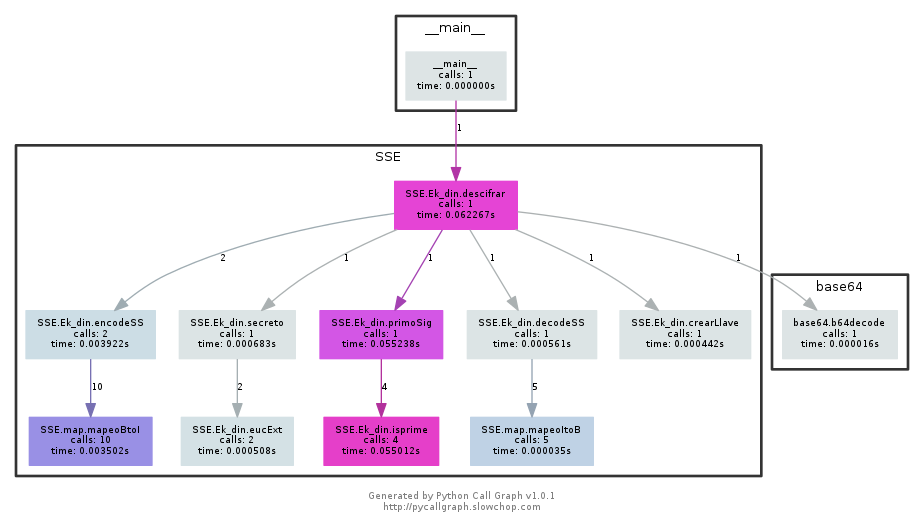 __main__
__main__
calls: 1
time: 0.000000s
1
SSE
SSE.Ek_din.descifrar
calls: 1
time: 0.062267s
2
1
1
1
1
1
base64
SSE.Ek_din.encodeSS
calls: 2
time: 0.003922s
SSE.Ek_din.secreto
calls: 1
time: 0.000683s
SSE.Ek_din.primoSig
calls: 1
time: 0.055238s
SSE.Ek_din.decodeSS
calls: 1
time: 0.000561s
SSE.Ek_din.crearLlave
calls: 1
time: 0.000442s
base64.b64decode
calls: 1
time: 0.000016s
10
2
4
5
SSE.map.mapeoBtoI
calls: 10
time: 0.003502s
SSE.Ek_din.eucExt
calls: 2
time: 0.000508s
SSE.Ek_din.isprime
calls: 4
time: 0.055012s
SSE.map.mapeoItoB
calls: 5
time: 0.000035s
Generated by Python Call Graph v1.0.1
http://pycallgraph.slowchop.com